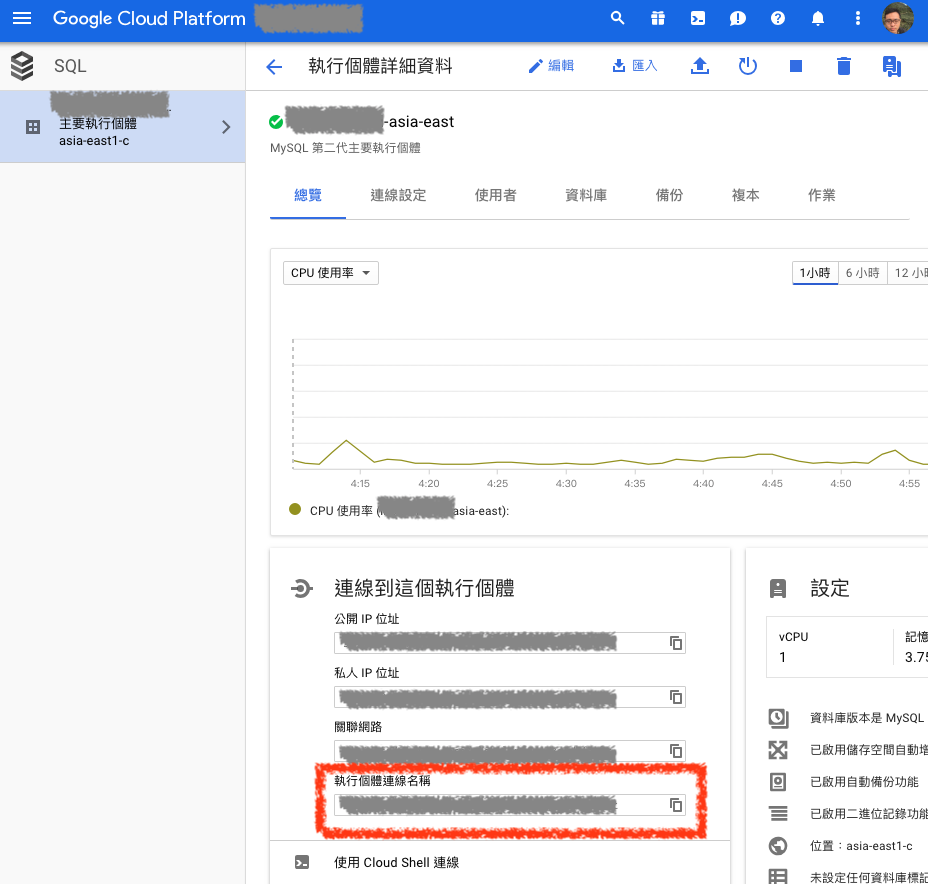 Google Cloud Platform
SQL
執行個體詳細資料
編輯
匯入
主要執行個體
asia-east1-c
-asia-east
MySQL 第二代主要執行個體
總覽
連線設定
使用者
資料庫
備份
複本
作業
CPU 使用率
1小時
6 小時
12 小
4:15
4:20
4:25
4:30
4:35
4:40
4:45
4:50
4:55
CPU 使用率 (
asia-east):
連線到這個執行個體
公開 IP 位址
私人 IP 位址
關聯網路
執行個體連線名稱
使用 Cloud Shell 連線
設定
vCPU
記憶
1
3.75
資料庫版本是 MySQL
已啟用儲存空間自動增
已啟用自動備份功能
已啟用二進位記錄功能
位置：asia-east1-c
未設定任何資料庫標記